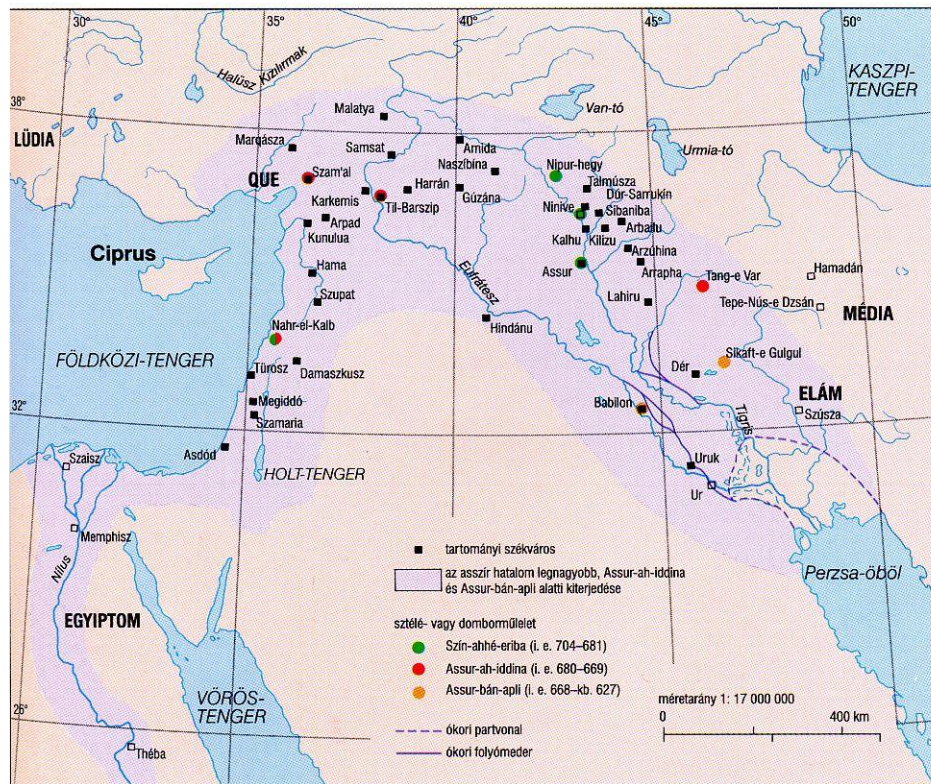 30°
35°
40°
45°
50°
KASZPI-
TENGER
Halüsz Kızılırmak
38°
LÜDIA
Malatya
Van-tó
Urmia-tó
Marqásza
Samsat
Amida
Naszíbína
Nipur-hegy
QUE
Szam'al
Talmúsza
Karkemis
Harrán
Gúzána
Dúr-Sarrukín
Til-Barszip
Ninive
Sibaniba
Arpad
Kunulua
Kalhu
Kilizu
Arbailu
Ciprus
Arzúhina
Eufrátesz
Assur
Arrapha
Hama
Tang-e Var
Hamadán
Szupat
Lahiru
Tepe-Nús-e Dzsán
MÉDIA
Hindánu
Nahr-el-Kalb
FÖLDKÖZI-TENGER
Sikaft-e Gulgul
Türosz
Damaszkusz
Dér
ELÁM
Megiddó
Babilon
Szúsza
32°
Szamaria
Tigris
Asdód
Szaisz
HOLT-TENGER
Uruk
Ur
Memphisz
Nílus
Perzsa-öböl
EGYIPTOM
VÖRÖS-
TENGER
26°
Théba
tartományi székváros
az asszír hatalom legnagyobb, Assur-ah-iddina
és Assur-bán-apli alatti kiterjedése
sztélé- vagy domborműlelet
Szín-ahhé-eriba (i. e. 704–681)
Assur-ah-iddina (i. e. 680–669)
Assur-bán-apli (i. e. 668–kb. 627)
méretarány 1: 17 000 000
0 400 km
ókori partvonal
ókori folyómeder